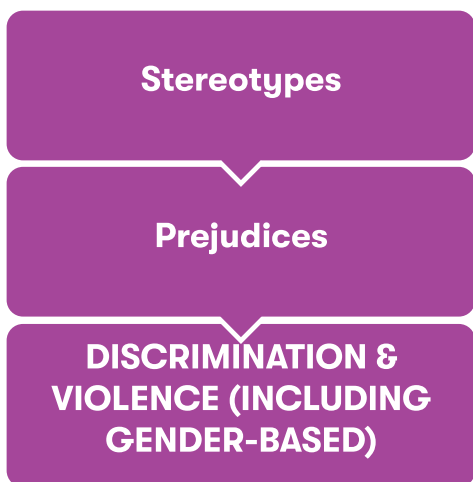 Stereotypes
Prejudices
DISCRIMINATION &
VIOLENCE (INCLUDING
GENDER-BASED)